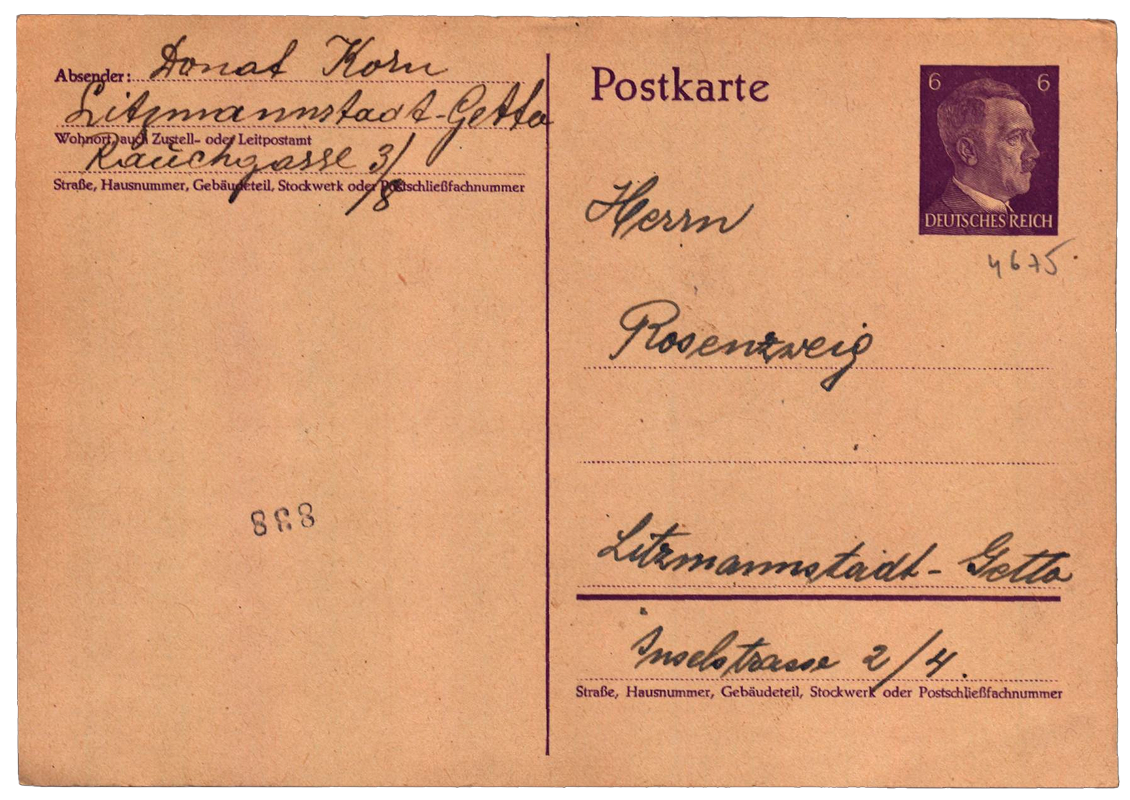 Absender: Donat Korn
Litzmannstadt-Getto
Wohnort, auch Zustell- oder Leitpostamt
Rauchgasse 3/8
Straße, Hausnummer, Gebäudeteil, Stockwerk oder Postschließfachnummer
Postkarte
6 6
DEUTSCHES REICH
4675
Herrn
Rosenzweig
Litzmannstadt- Getto
Inselstrasse 2/4.
Straße, Hausnummer, Gebäudeteil, Stockwerk oder Postschließfachnummer